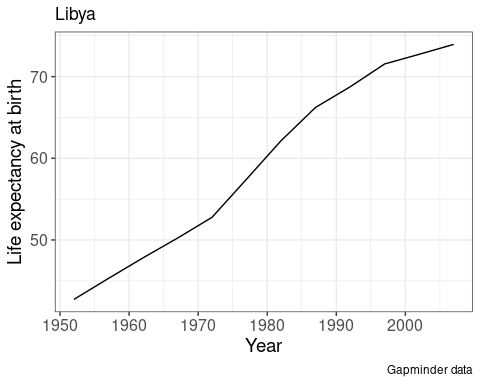 Libya
Life expectancy at birth
70
60
50
1950 1960 1970 1980 1990 2000
Year
Gapminder data